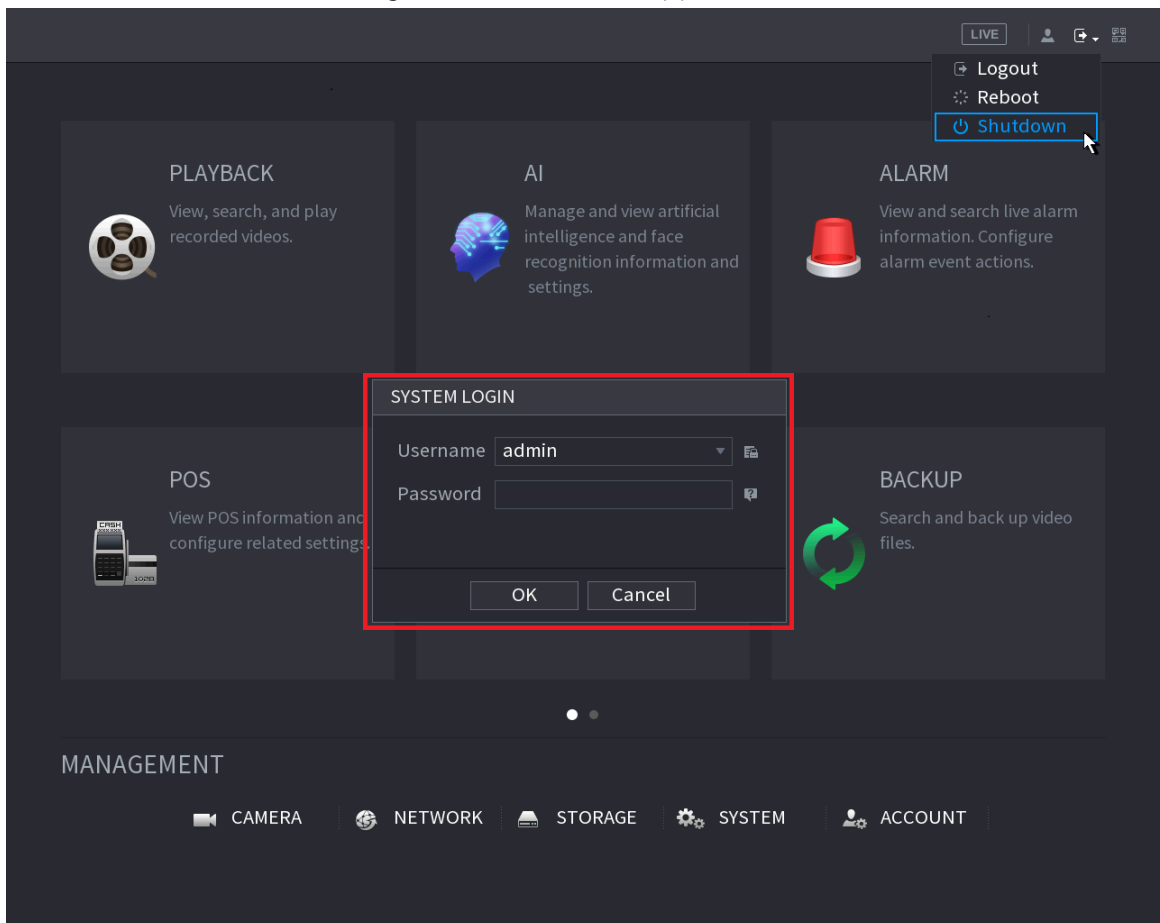 LIVE
Logout
Reboot
Shutdown
PLAYBACK
View, search, and play
recorded videos.
AI
Manage and view artificial
intelligence and face
recognition information and
settings.
ALARM
View and search live alarm
information. Configure
alarm event actions.
SYSTEM LOGIN
Username admin
Password
OK Cancel
POS
View POS information and
configure related settings.
CASH
BACKUP
Search and back up video
files.
MANAGEMENT
CAMERA NETWORK STORAGE SYSTEM ACCOUNT